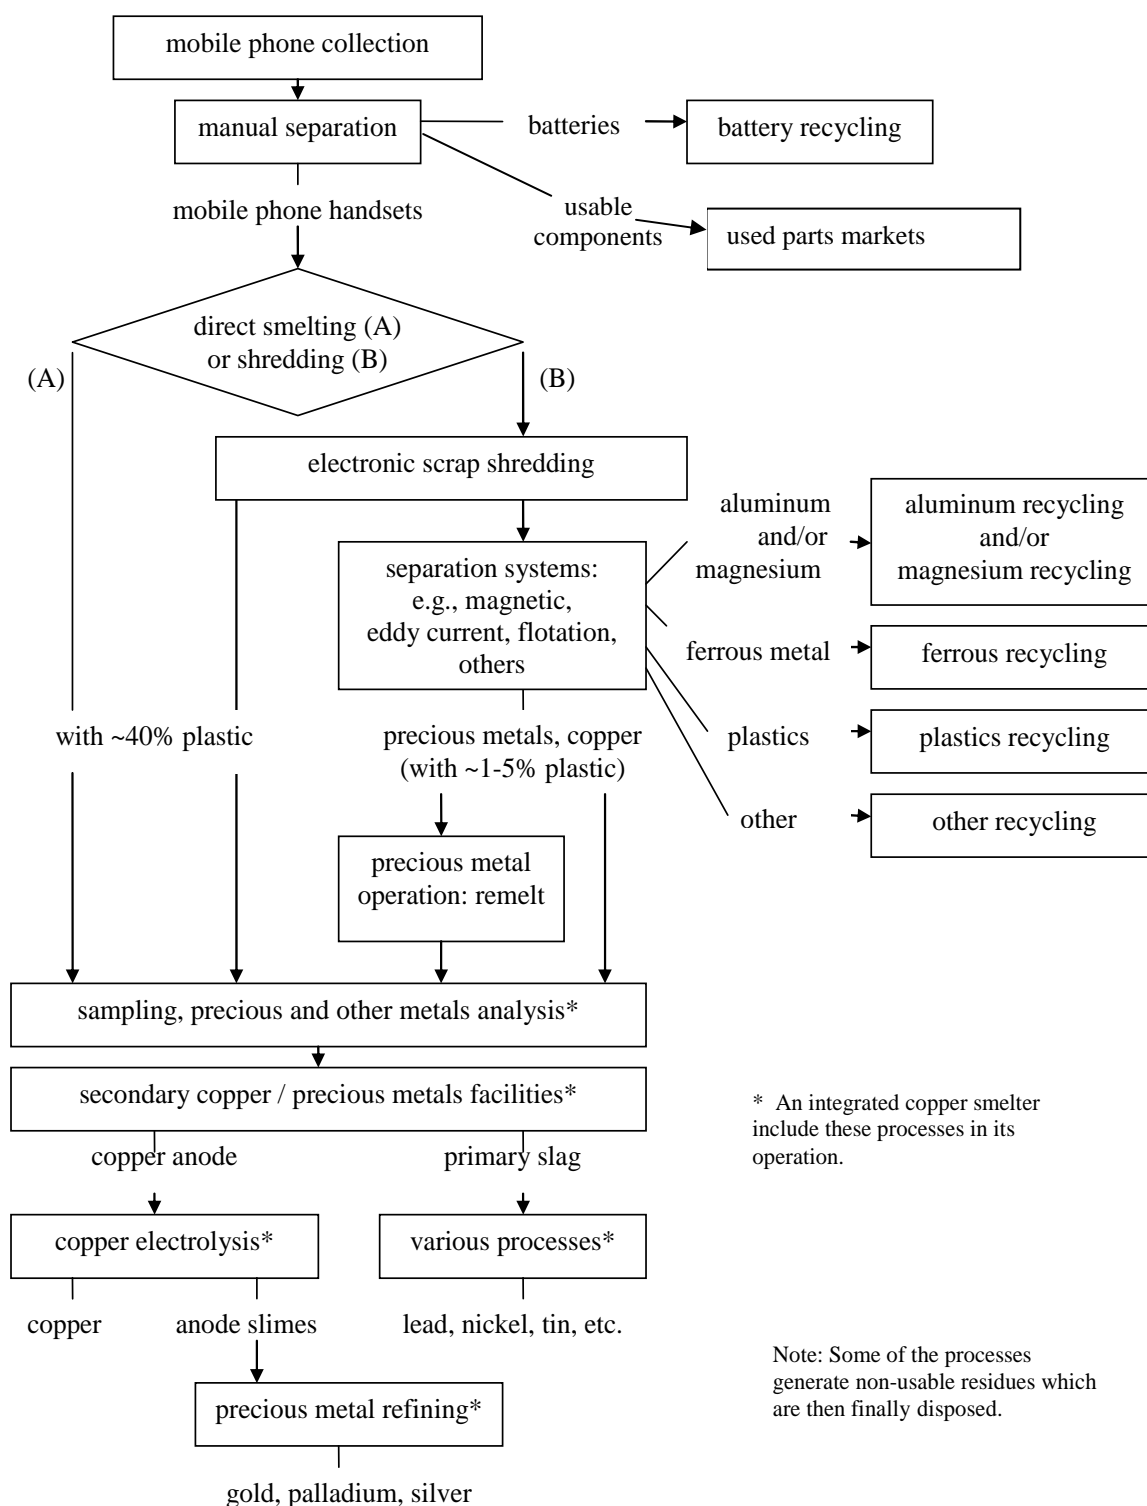 mobile phone collection
manual separation
batteries
battery recycling
mobile phone handsets
usable
components
used parts markets
direct smelting (A)
or shredding (B)
(A)
(B)
electronic scrap shredding
aluminum
and/or
magnesium
aluminum recycling
and/or
magnesium recycling
separation systems:
e.g., magnetic,
eddy current, flotation,
others
ferrous metal
ferrous recycling
with ~40% plastic
precious metals, copper
(with ~1-5% plastic)
plastics
plastics recycling
other
other recycling
precious metal
operation: remelt
sampling, precious and other metals analysis*
secondary copper / precious metals facilities*
* An integrated copper smelter
include these processes in its
operation.
copper anode
primary slag
copper electrolysis*
various processes*
copper
anode slimes
lead, nickel, tin, etc.
Note: Some of the processes
generate non-usable residues which
are then finally disposed.
precious metal refining*
gold, palladium, silver